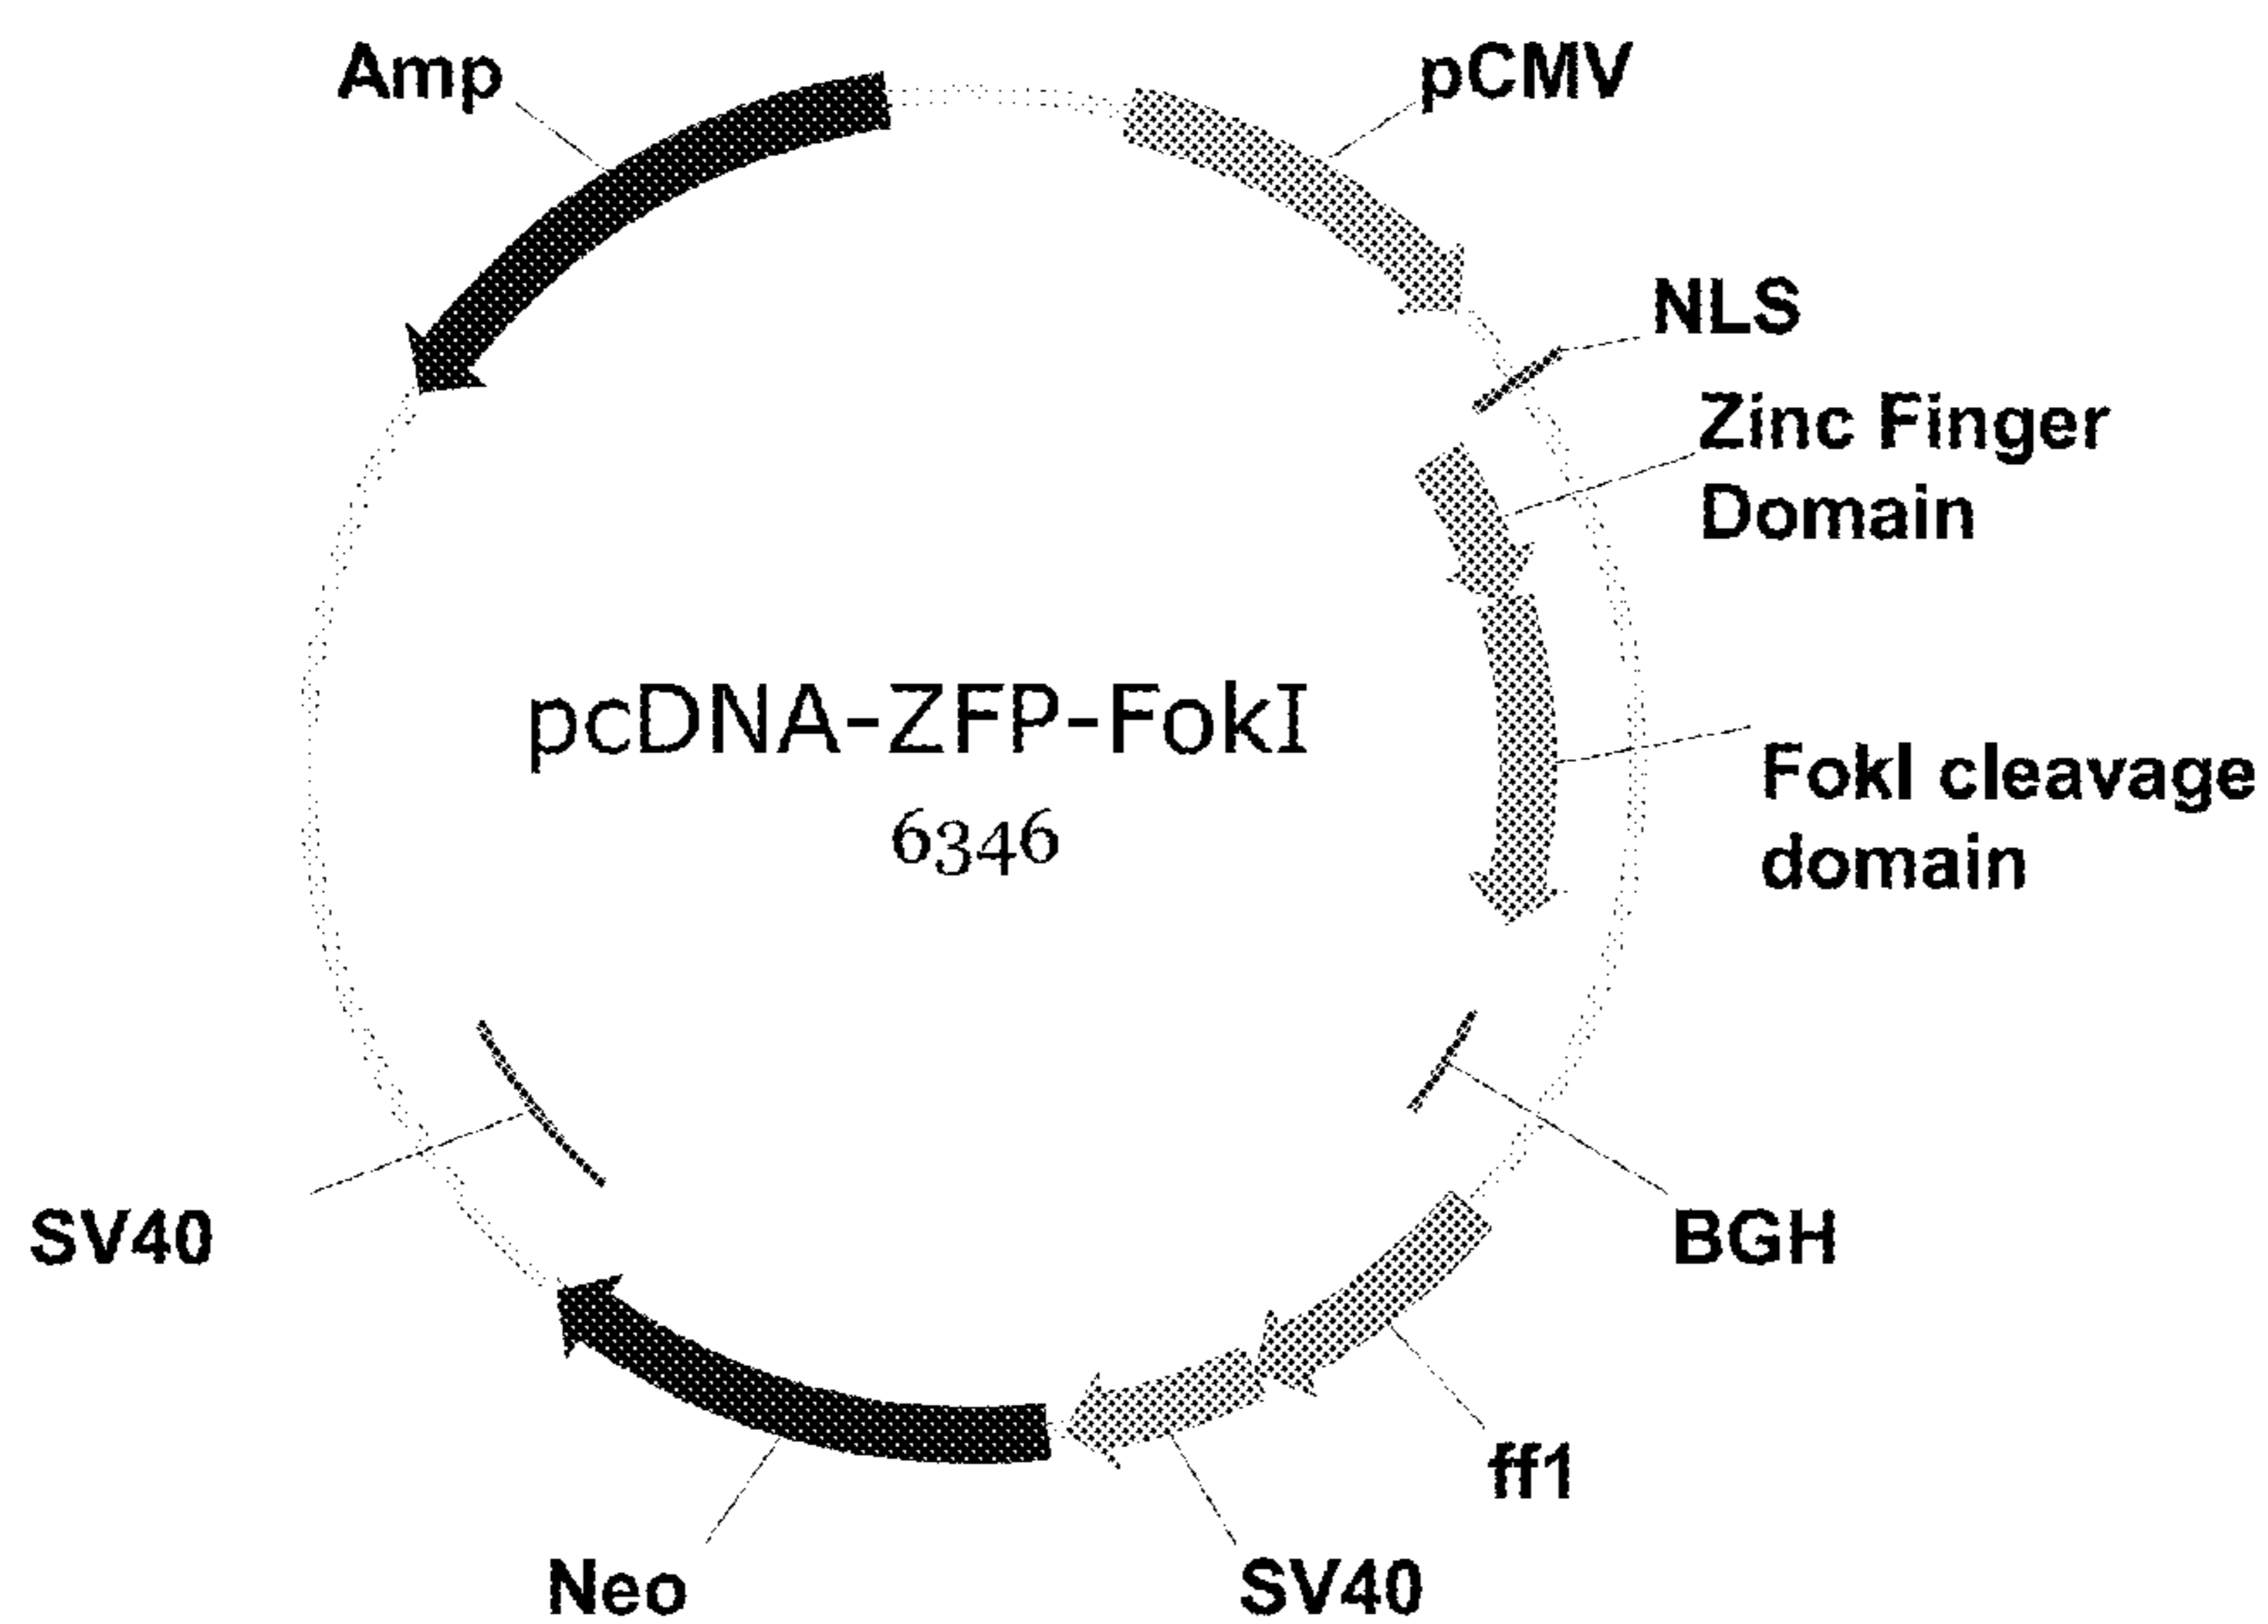 Amp
pCMV
NLS
Zinc Finger
Domain
pcDNA-ZFP-FokI
6346
FokI cleavage
domain
SV40
BGH
ff1
Neo
SV40